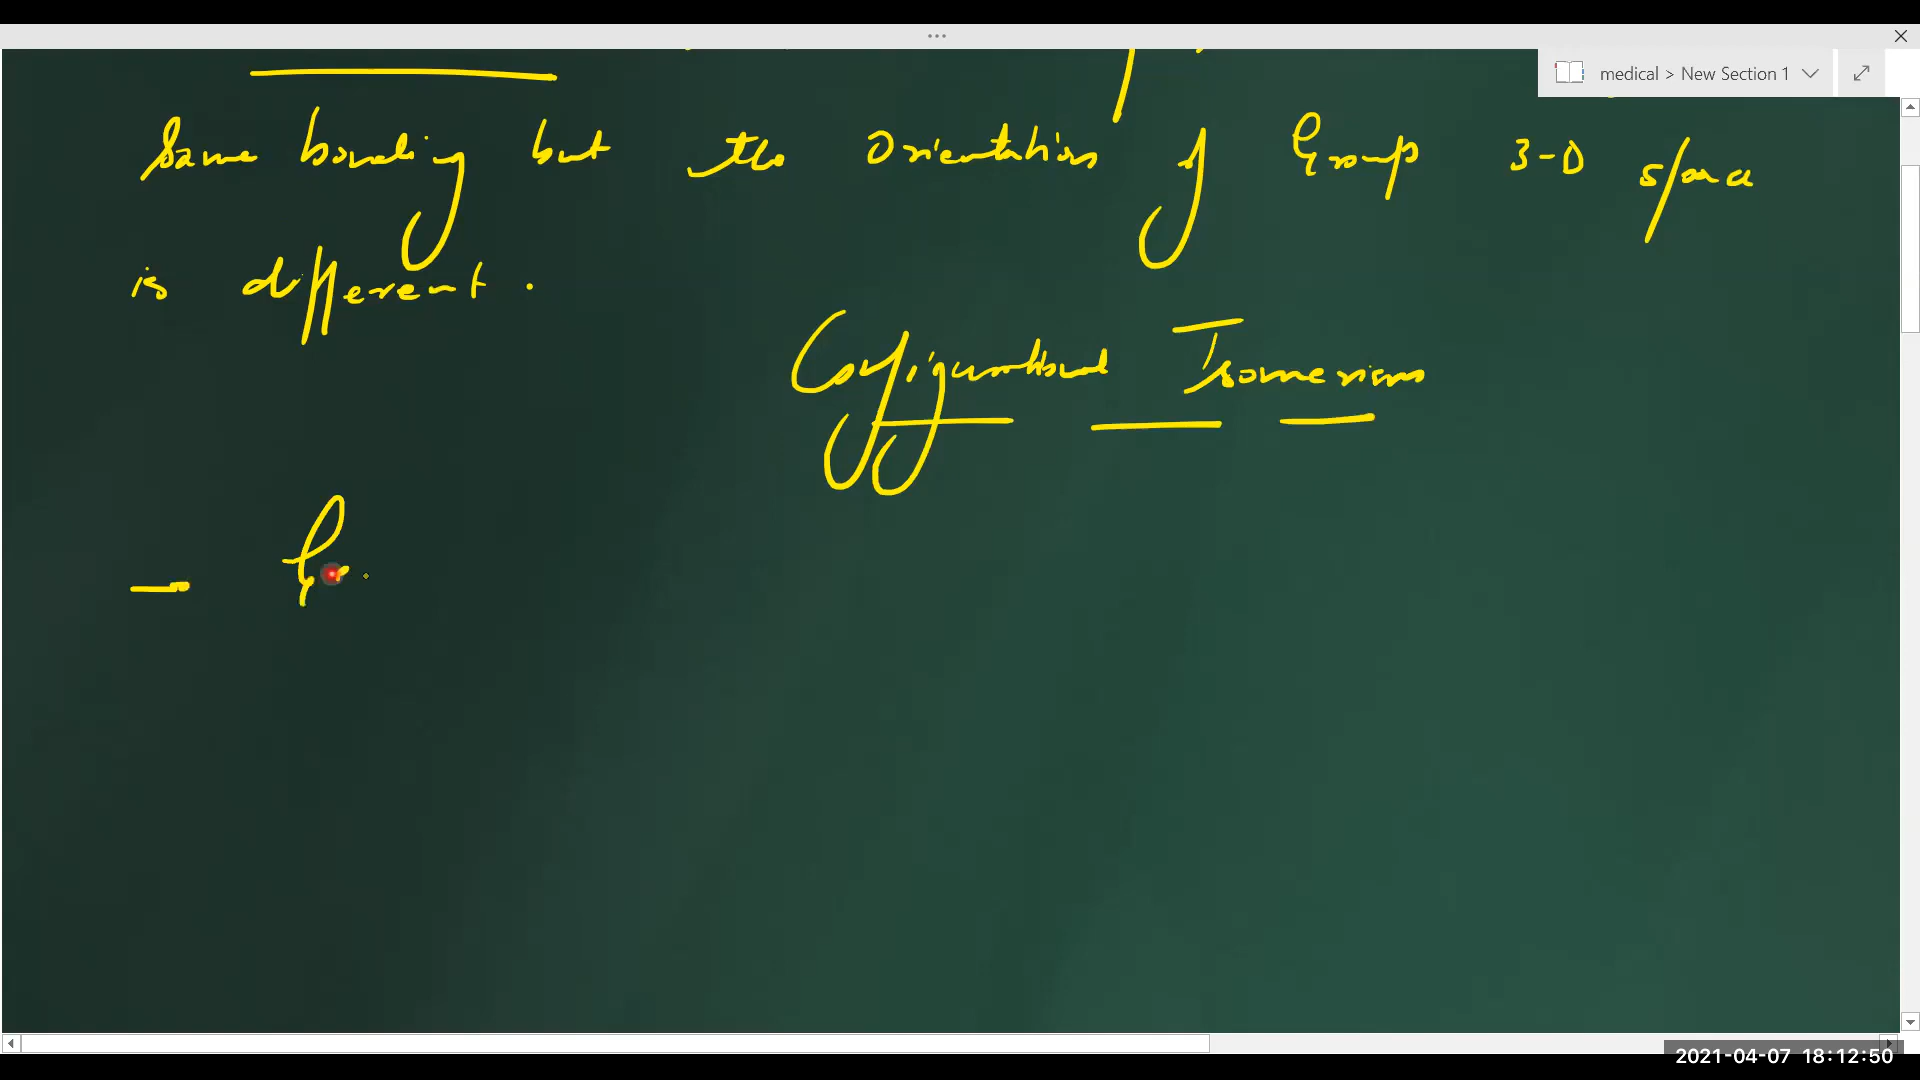 medical > New Section 1
Same bonding but the Orientation of Group 3-D space
is different.
Configurational Isomerism
2021-04-07 18:12:50